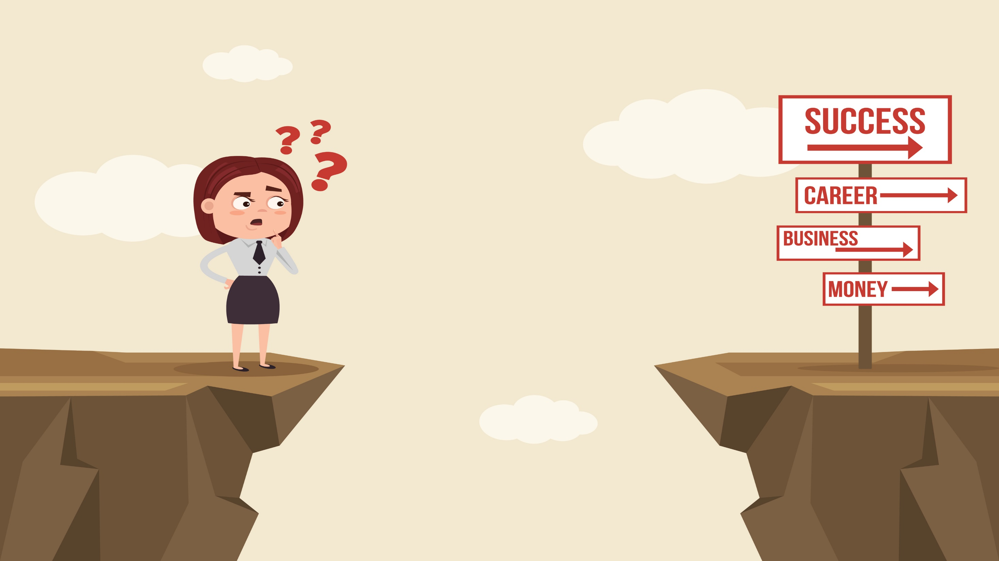 ? ?
?
SUCCESS
CAREER
BUSINESS
MONEY